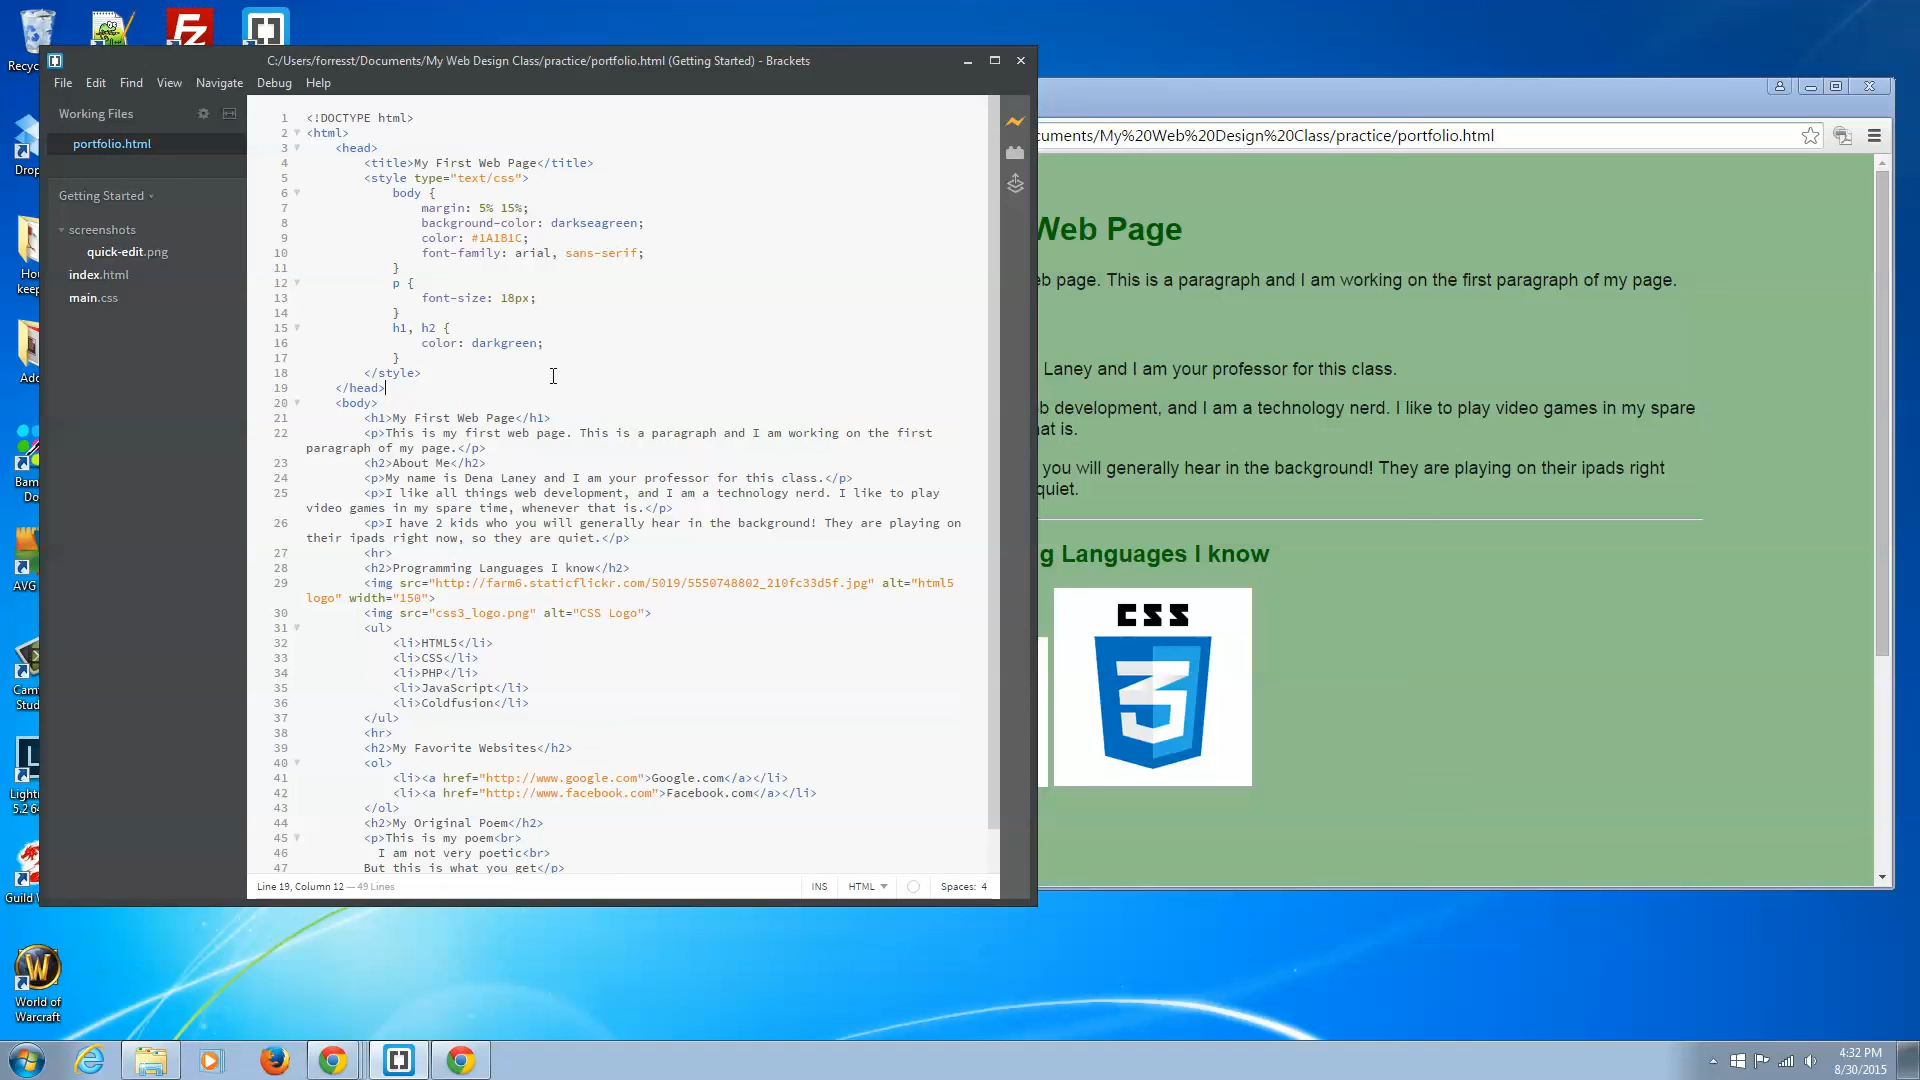 Recyc
C:/Users/forresst/Documents/My Web Design Class/practice/portfolio.html (Getting Started) - Brackets
File Edit Find View Navigate Debug Help
Working Files
portfolio.html
Getting Started
screenshots
quick-edit.png
index.html
main.css
1 <!DOCTYPE html>
2 <html>
3 <head>
4 <title>My First Web Page</title>
5 <style type="text/css">
6 body {
7 margin: 5% 15%;
8 background-color: darkseagreen;
9 color: #1A1B1C;
10 font-family: arial, sans-serif;
11 }
12 p {
13 font-size: 18px;
14 }
15 h1, h2 {
16 color: darkgreen;
17 }
18 </style>
19 </head>
20 <body>
21 <h1>My First Web Page</h1>
22 <p>This is my first web page. This is a paragraph and I am working on the first
paragraph of my page.</p>
23 <h2>About Me</h2>
24 <p>My name is Dena Laney and I am your professor for this class.</p>
25 <p>I like all things web development, and I am a technology nerd. I like to play
video games in my spare time, whenever that is.</p>
26 <p>I have 2 kids who you will generally hear in the background! They are playing on
their ipads right now, so they are quiet.</p>
27 <hr>
28 <h2>Programming Languages I know</h2>
29 <img src="http://farm6.staticflickr.com/5019/5550748802_210fc33d5f.jpg" alt="html5
logo" width="150">
30 <img src="css3_logo.png" alt="CSS Logo">
31 <ul>
32 <li>HTML5</li>
33 <li>CSS</li>
34 <li>PHP</li>
35 <li>JavaScript</li>
36 <li>Coldfusion</li>
37 </ul>
38 <hr>
39 <h2>My Favorite Websites</h2>
40 <ol>
41 <li><a href="http://www.google.com">Google.com</a></li>
42 <li><a href="http://www.facebook.com">Facebook.com</a></li>
43 </ol>
44 <h2>My Original Poem</h2>
45 <p>This is my poem<br>
46 I am not very poetic<br>
47 But this is what you get</p>
Line 19, Column 12 — 49 Lines
INS HTML Spaces: 4
cuments/My%20Web%20Design%20Class/practice/portfolio.html
Web Page
eb page. This is a paragraph and I am working on the first paragraph of my page.
Laney and I am your professor for this class.
b development, and I am a technology nerd. I like to play video games in my spare
at is.
you will generally hear in the background! They are playing on their ipads right
quiet.
g Languages I know
CSS
3
Drop
Hou
keep
Ado
Bam
Do
AVG
Camt
Stud
Lightr
5.2 64
Guild W
World of
Warcraft
4:32 PM
8/30/2015